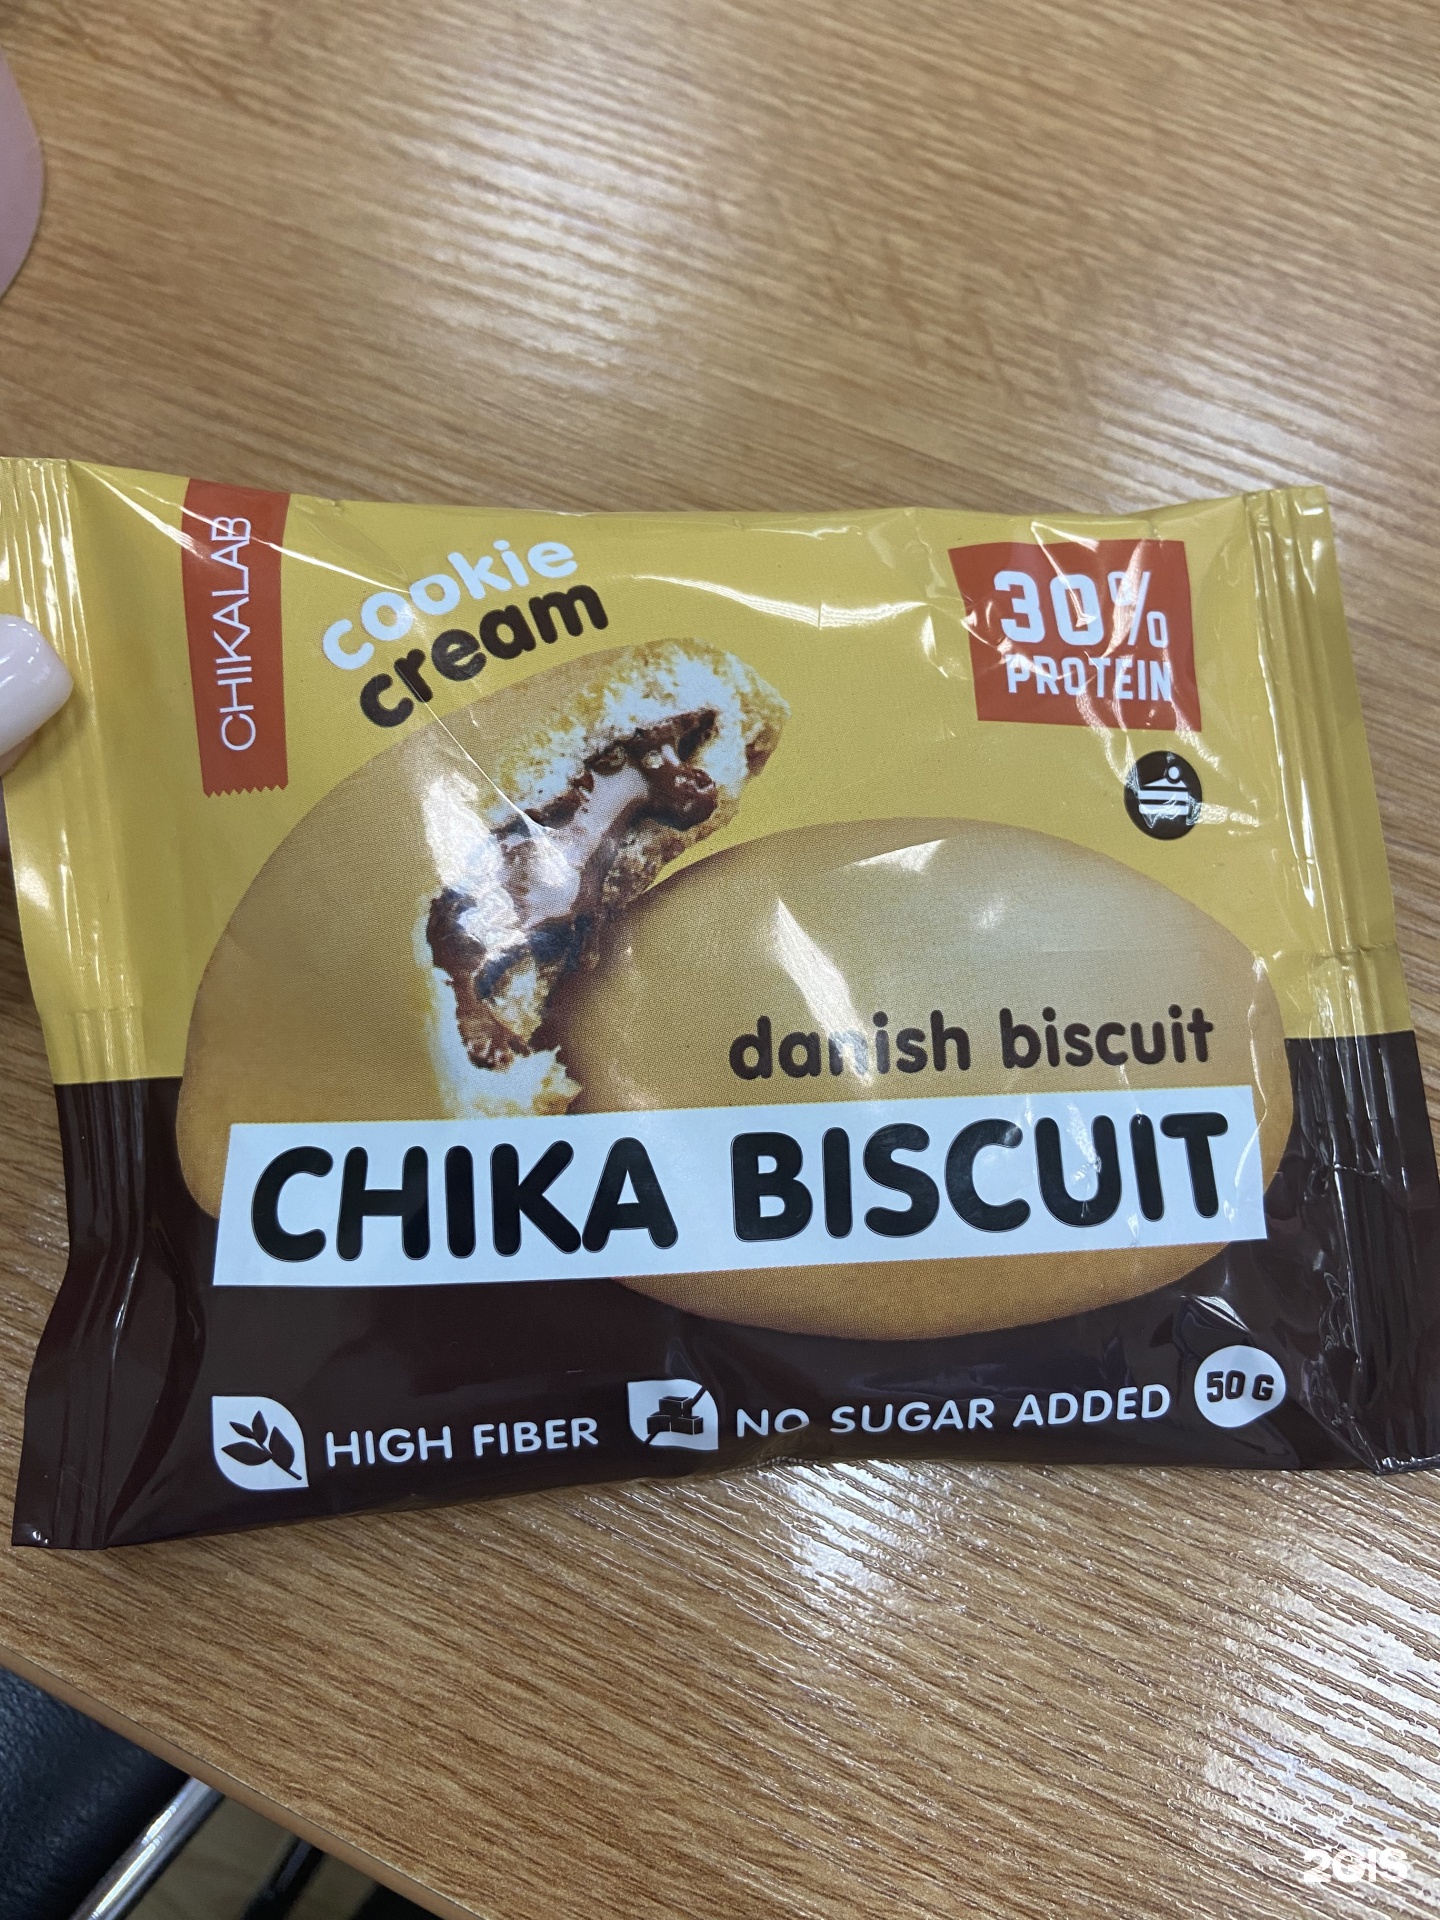 CHIKALAB
cookie
cream
30%
PROTEIN
danish biscuit
CHIKA BISCUIT
HIGH FIBER
NO SUGAR ADDED
50 G
2GIS